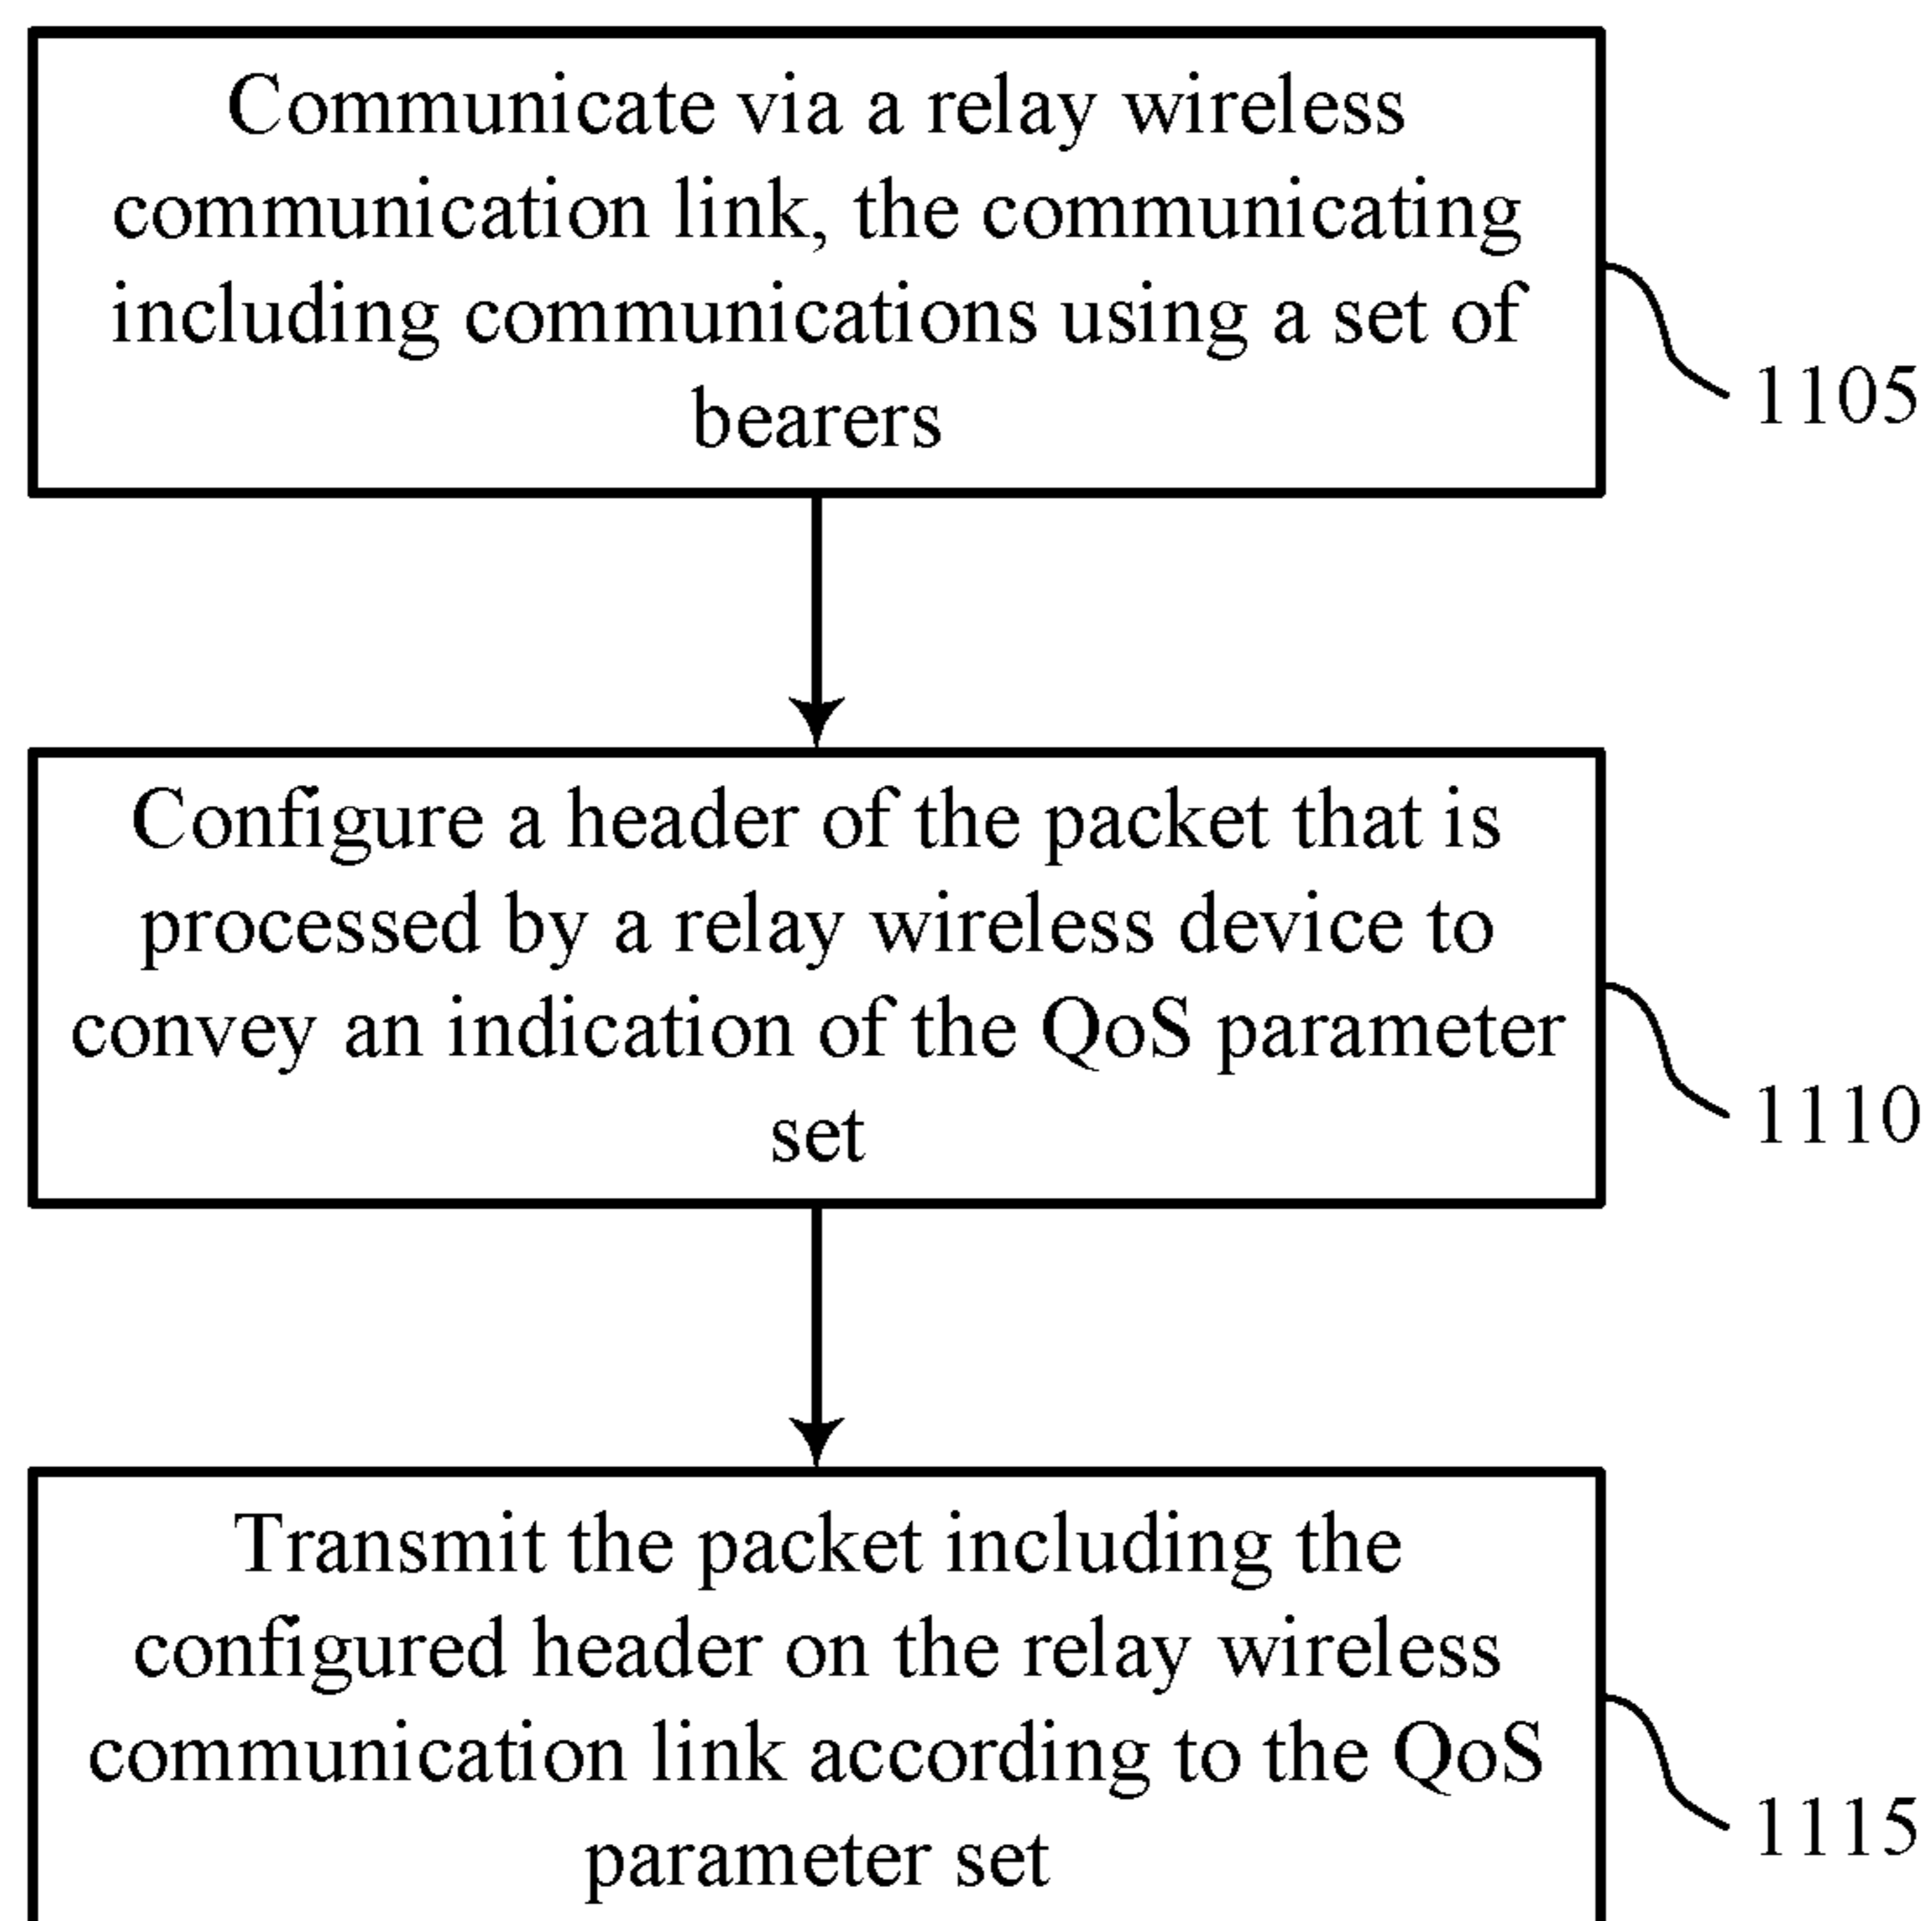 Communicate via a relay wireless
communication link, the communicating
including communications using a set of
bearers
1105
Configure a header of the packet that is
processed by a relay wireless device to
convey an indication of the QoS parameter
set
1110
Transmit the packet including the
configured header on the relay wireless
communication link according to the QoS
parameter set
1115